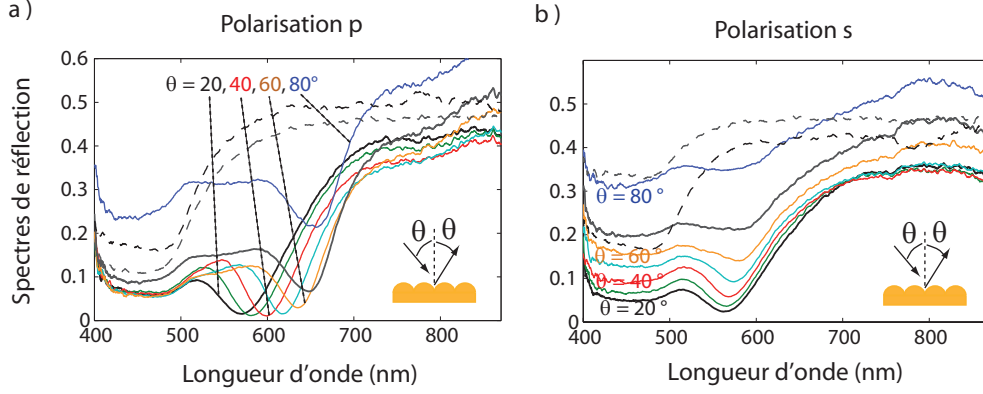 a )
Polarisation p
Spectres de réflection
0.6
0.5
0.4
0.3
0.2
0.1
0
θ = 20, 40, 60, 80°
θ θ
400 500 600 700 800
Longueur d'onde (nm)
b )
Polarisation s
0.5
0.4
0.3
0.2
0.1
0
θ = 80 °
θ = 60 °
θ = 40 °
θ = 20 °
θ θ
400 500 600 700 800
Longueur d'onde (nm)